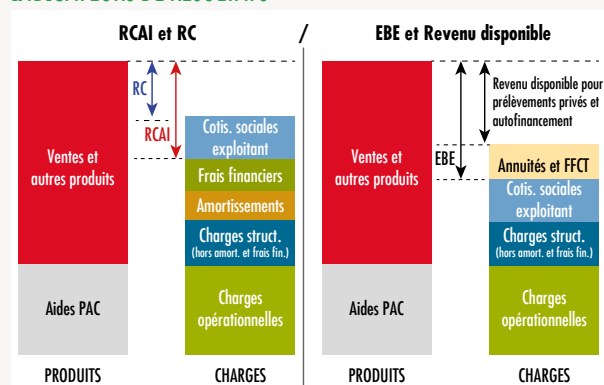 RCAI et RC
/
EBE et Revenu disponible
RC
RCAI
Ventes et
autres produits
Aides PAC
PRODUITS
Cotis. sociales
exploitant
Frais financiers
Amortissements
Charges struct.
(hors amort. et frais fin.)
Charges
opérationnelles
CHARGES
Ventes et
autres produits
Aides PAC
PRODUITS
EBE
Revenu disponible pour
prélèvements privés et
autofinancement
Annuités et FFCT
Cotis. sociales
exploitant
Charges struct.
(hors amort. et frais fin.)
Charges
opérationnelles
CHARGES